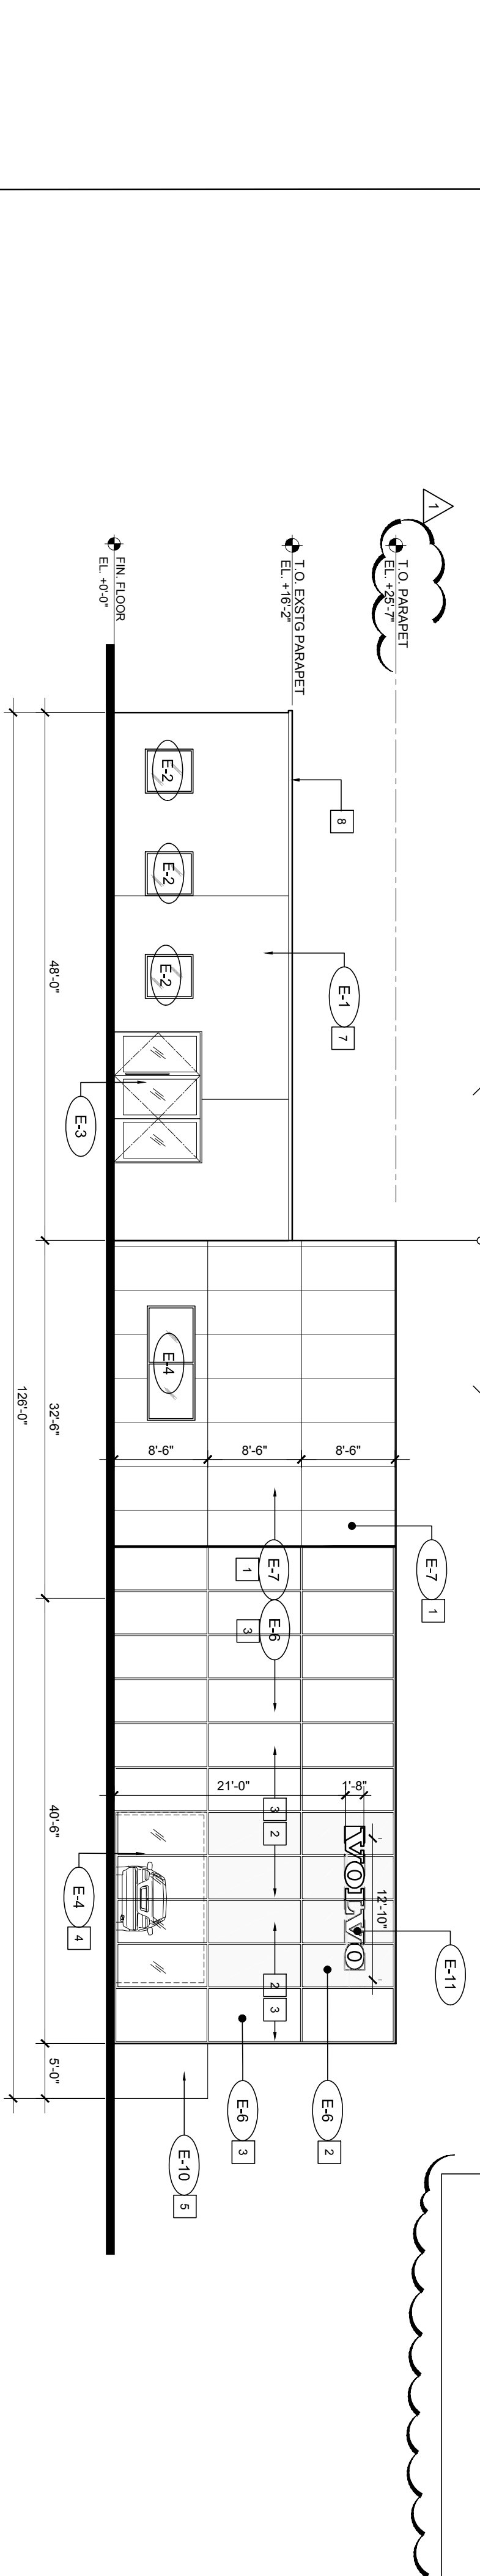 1
T.O. PARAPET
EL. +25'-7"
T.O. EXSTG PARAPET
EL. +16'-2"
FIN. FLOOR
EL. +0'-0"
8
E-1
7
E-2
E-2
E-2
E-3
48'-0"
E-4
8'-6"
8'-6"
8'-6"
32'-6"
126'-0"
E-7
1
E-7
1
E-6
3
21'-0"
1'-8"
3
2
VOLVO
12'-10"
E-11
40'-6"
E-4
4
2
3
E-6
2
E-6
3
5'-0"
E-10
5